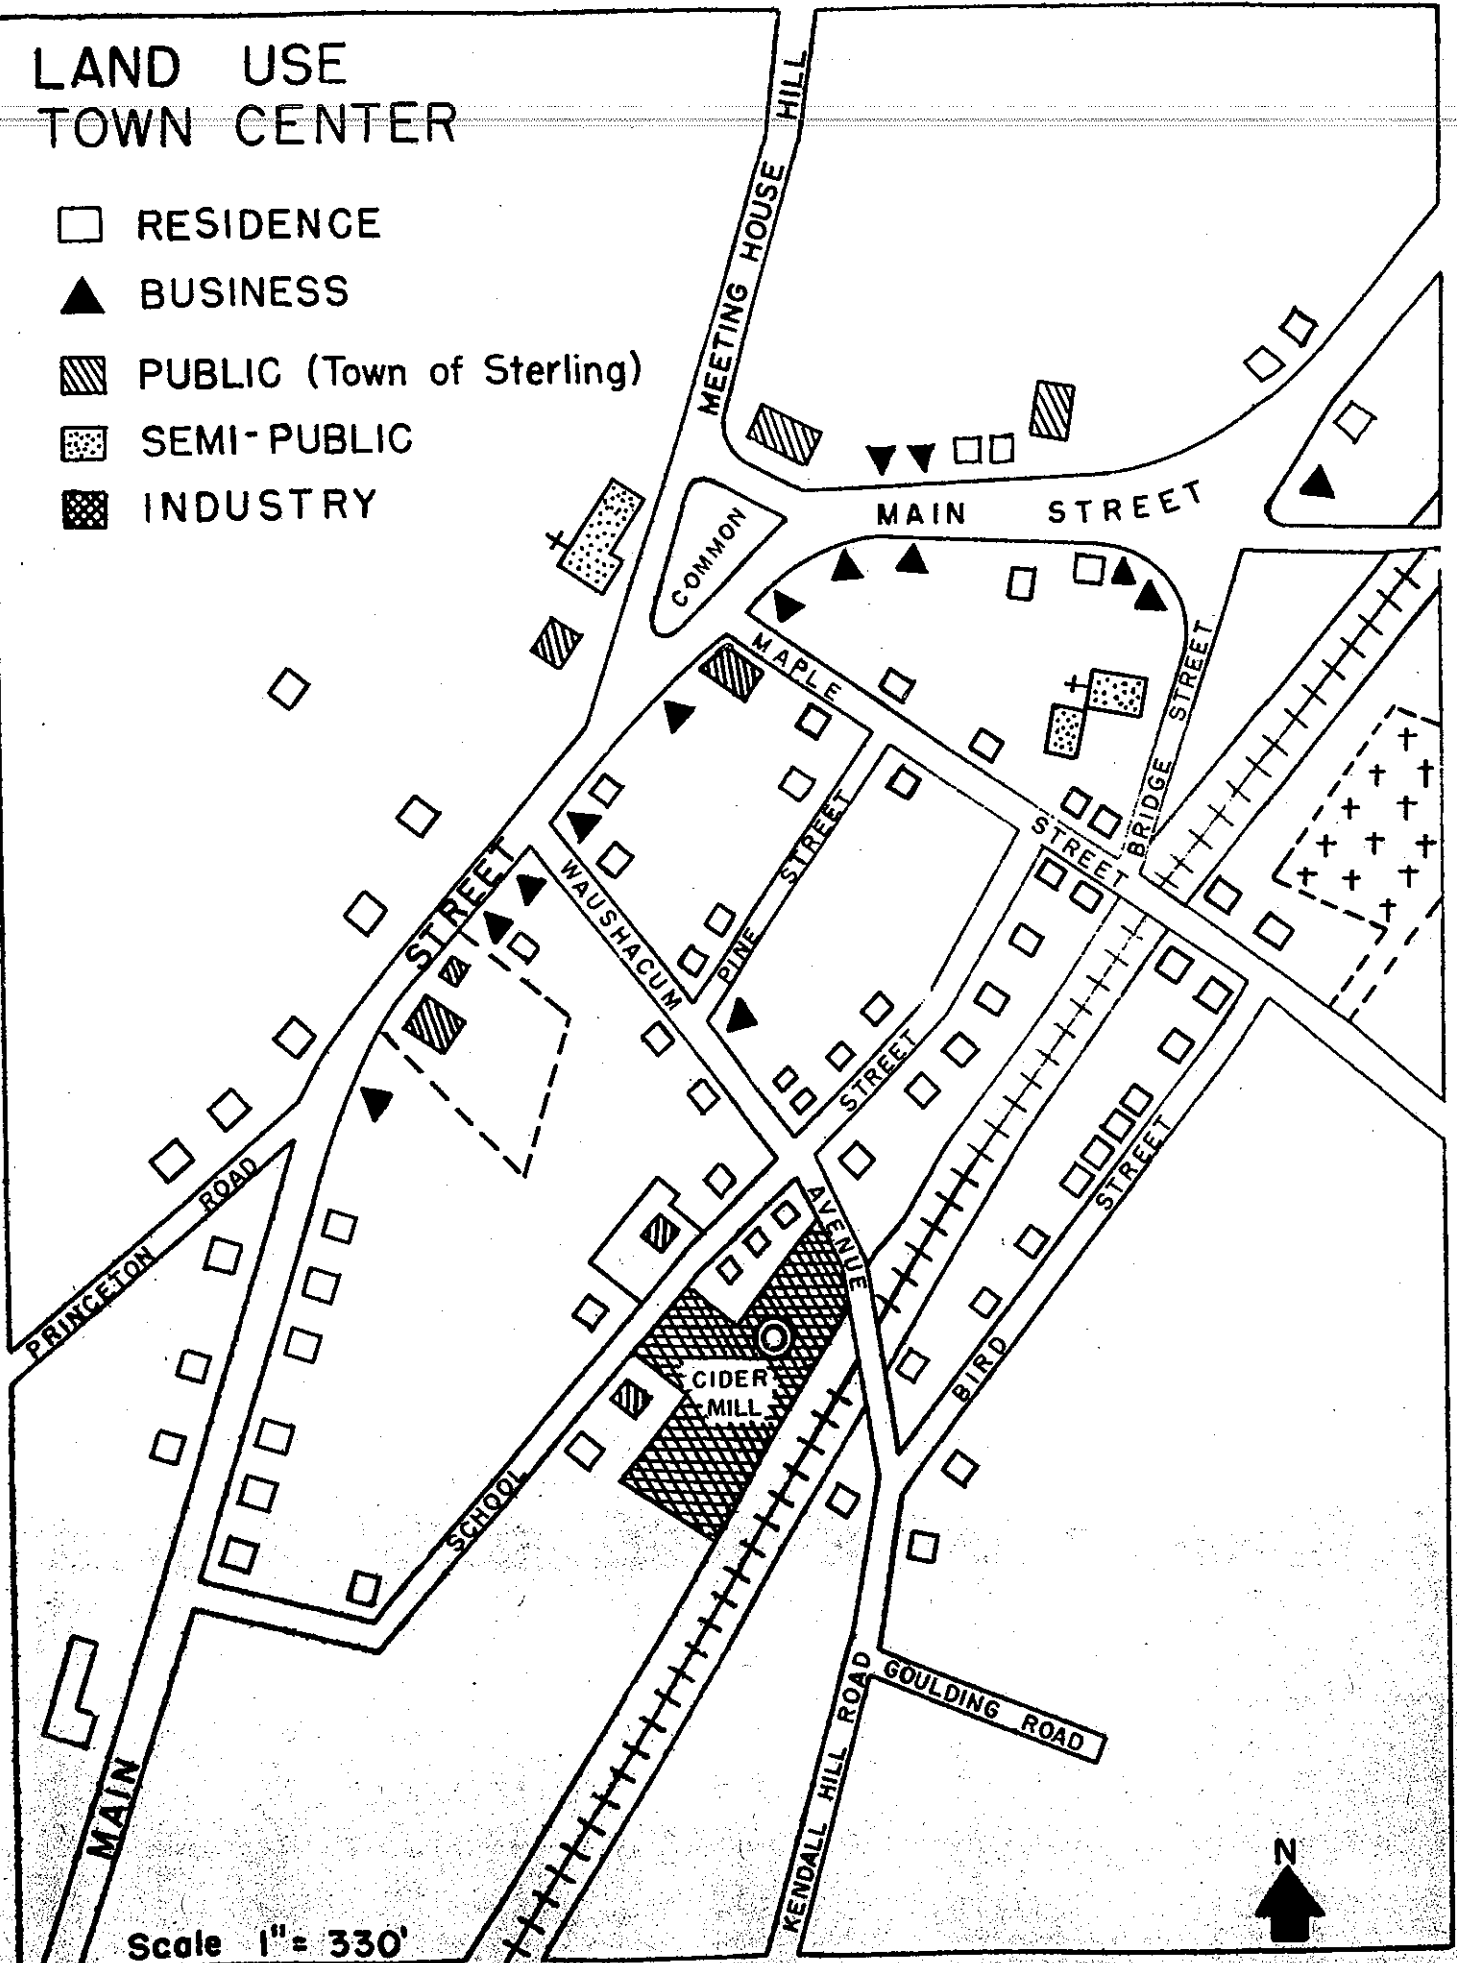 LAND USE
TOWN CENTER
RESIDENCE
BUSINESS
PUBLIC (Town of Sterling)
SEMI-PUBLIC
INDUSTRY
MEETING HOUSE HILL
COMMON
MAIN STREET
MAPLE STREET
BRIDGE STREET
PINE STREET
WAUSHACUM AVENUE
STREET
PRINCETON ROAD
SCHOOL STREET
CIDER
MILL
BIRD STREET
GOULDING ROAD
KENDALL HILL ROAD
MAIN
N
Scale 1"= 330'